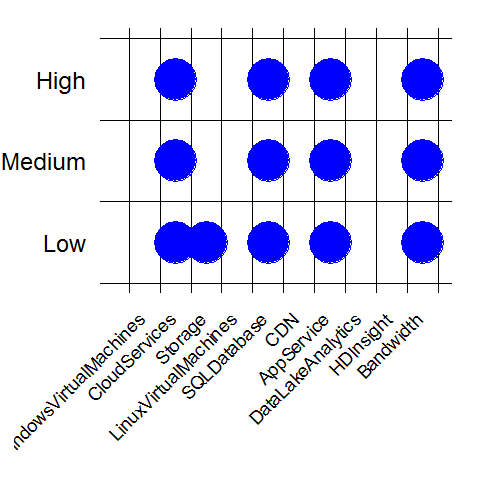 High
Medium
Low
ndowsVirtualMachines
CloudServices
Storage
LinuxVirtualMachines
SQLDatabase
CDN
AppService
DataLakeAnalytics
HDInsight
Bandwidth